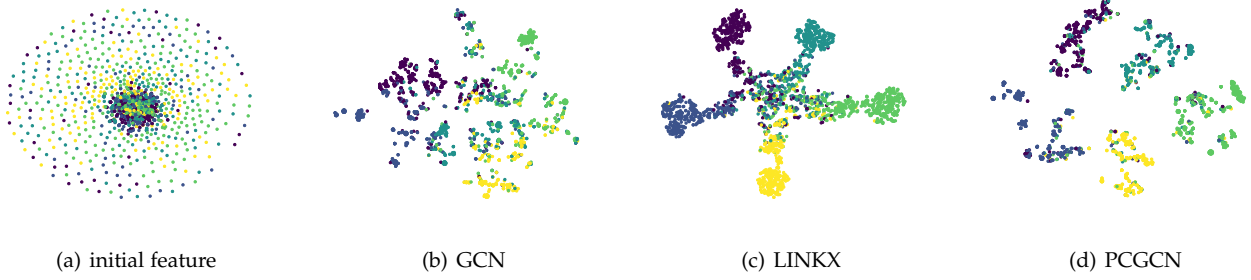 (a) initial feature
(b) GCN
(c) LINKX
(d) PCGCN